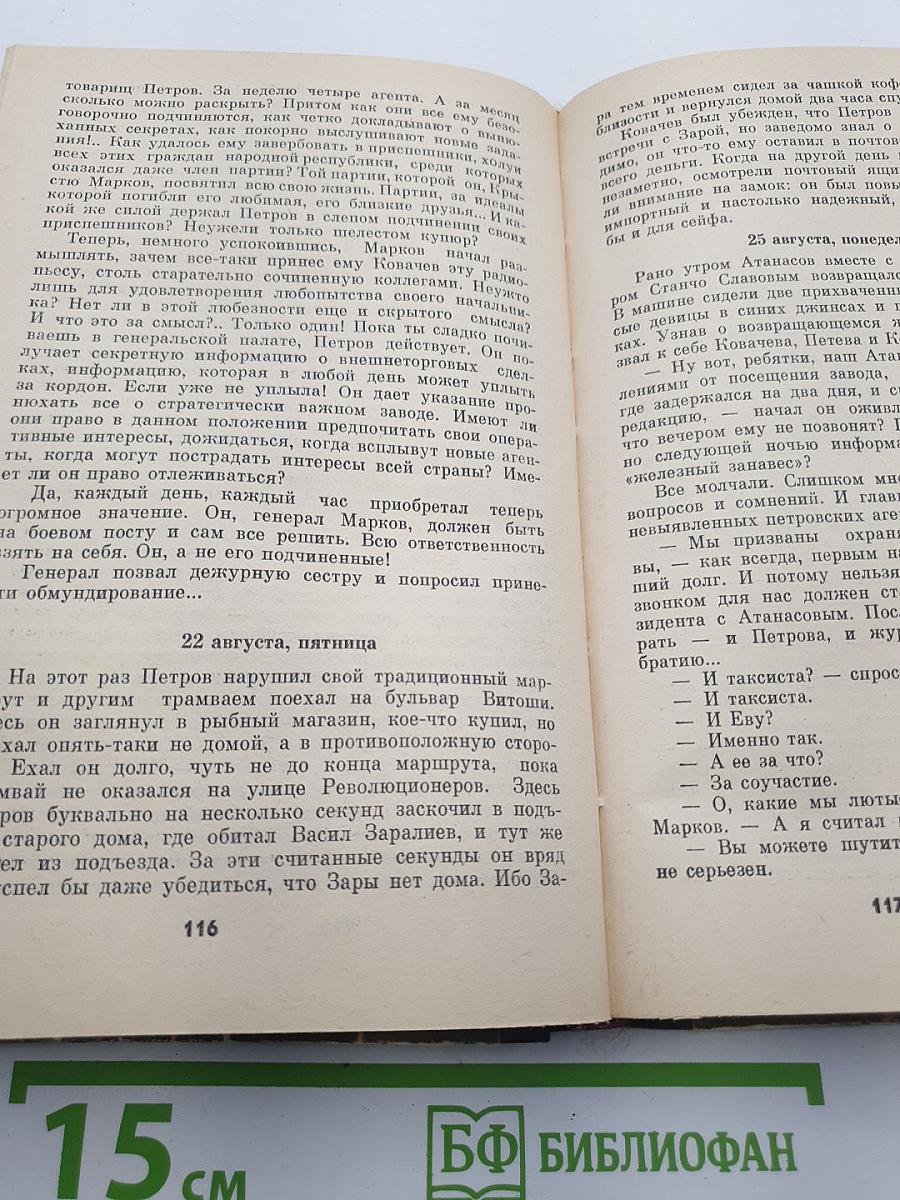 товарищ Петров. За неделю четыре агента. А за месяц
сколько можно раскрыть? Притом как они все ему безо-
говорочно подчиняются, как четко докладывают о выню-
ханных секретах, как покорно выслушивают новые зада-
ния!.. Как удалось ему завербовать в приспешники, холуи
всех этих граждан народной республики, среди которых
оказался даже член партии? Той партии, которой он, Кры-
стю Марков, посвятил всю свою жизнь. Партии, за идеалы
которой погибли его любимая, его близкие друзья... И ка-
кой же силой держал Петров в слепом подчинении своих
приспешников? Неужели только шелестом купюр?
Теперь, немного успокоившись, Марков начал раз-
мышлять, зачем все-таки принес ему Ковачев эту радио-
пьесу, столь старательно сочиненную коллегами. Неужто
лишь для удовлетворения любопытства своего начальни-
ка? Нет ли в этой любезности еще и скрытого смысла?
И что это за смысл?.. Только один! Пока ты сладко почи-
ваешь в генеральской палате, Петров действует. Он по-
лучает секретную информацию о внешнеторговых сдел-
ках, информацию, которая в любой день может уплыть
за кордон. Если уже не уплыла! Он дает указание про-
нюхать все о стратегически важном заводе. Имеют ли
они право в данном положении предпочитать свои опера-
тивные интересы, дожидаться, когда всплывут новые аген-
ты, когда могут пострадать интересы всей страны? Име-
ет ли он право отлеживаться?
Да, каждый день, каждый час приобретал теперь
огромное значение. Он, генерал Марков, должен быть
на боевом посту и сам все решить. Всю ответственность
взять на себя. Он, а не его подчиненные!
Генерал позвал дежурную сестру и попросил прине-
ти обмундирование...
22 августа, пятница
На этот раз Петров нарушил свой традиционный мар-
рут и другим трамваем поехал на бульвар Витоши.
есь он заглянул в рыбный магазин, кое-что купил, но
хал опять-таки не домой, а в противоположную сторо-
Ехал он долго, чуть не до конца маршрута, пока
мвай не оказался на улице Революционеров. Здесь
ров буквально на несколько секунд заскочил в подъ-
старого дома, где обитал Васил Заралиев, и тут же
ел из подъезда. За эти считанные секунды он вряд
спел бы даже убедиться, что Зары нет дома. Ибо За-
116
ра тем временем сидел за чашкой коф
близости и вернулся домой два часа спу
Ковачев был убежден, что Петров
встречи с Зарой, но заведомо знал о
димо, он что-то ему оставил в почтово
всего деньги. Когда на другой день
незаметно, осмотрели почтовый ящи
ли внимание на замок: он был повы
импортный и настолько надежный,
бы и для сейфа.
25 августа, понедел
Рано утром Атанасов вместе с
ром Станчо Славовым возвращалс
В машине сидели две прихваченны
сые девицы в синих джинсах и
ках. Узнав о возвращающемся ж
звал к себе Ковачева, Петева и К
— Ну вот, ребятки, наш Ата
лениями от посещения завода,
где задержался на два дня, и с
редакцию, — начал он оживл
что вечером ему не позвонят?
но следующей ночью информа
«железный занавес»?
Все молчали. Слишком мно
вопросов и сомнений. И глав
невыявленных петровских аге
— Мы призваны охраня
вы, — как всегда, первым на
ший долг. И потому нельзя
звонком для нас должен ст
зидента с Атанасовым. Посл
рать — и Петрова, и жур
братию...
— И таксиста? — спрос
— И таксиста.
— И Еву?
— Именно так.
— А ее за что?
— За соучастие.
— О, какие мы люты
Марков. — А я считал
— Вы можете шутит
не серьезен.
117
15 см
БФ БИБЛИОФАН